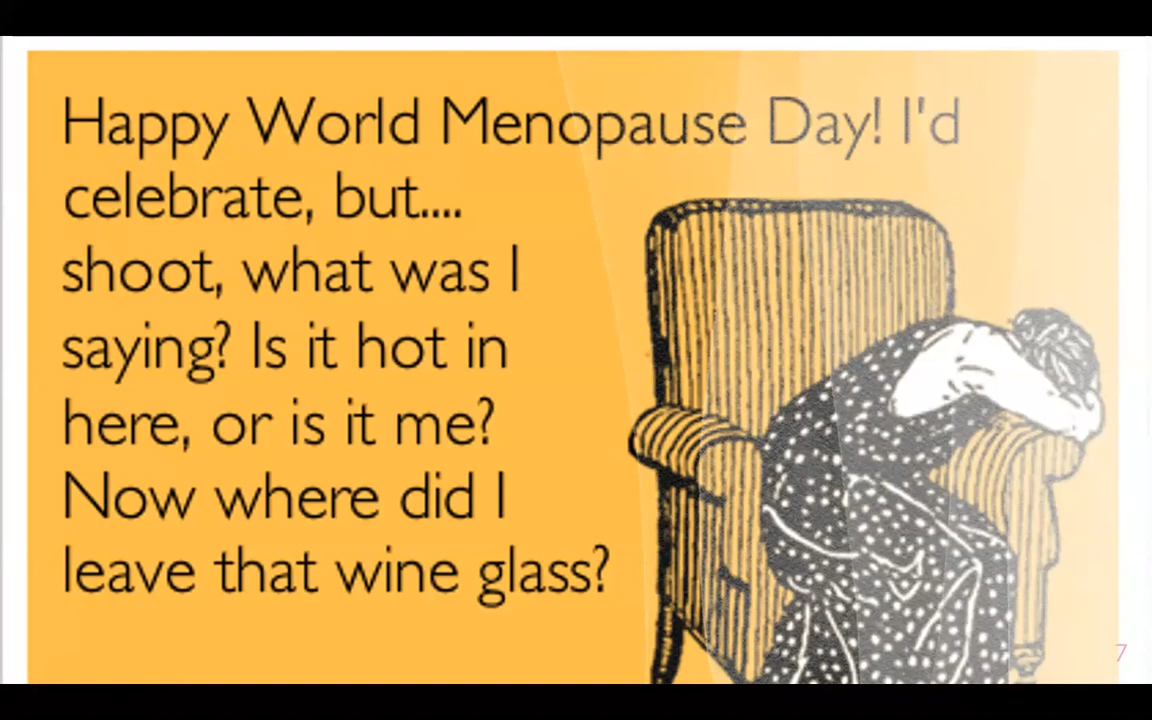 Happy World Menopause Day! I'd
celebrate, but....
shoot, what was I
saying? Is it hot in
here, or is it me?
Now where did I
leave that wine glass?
7